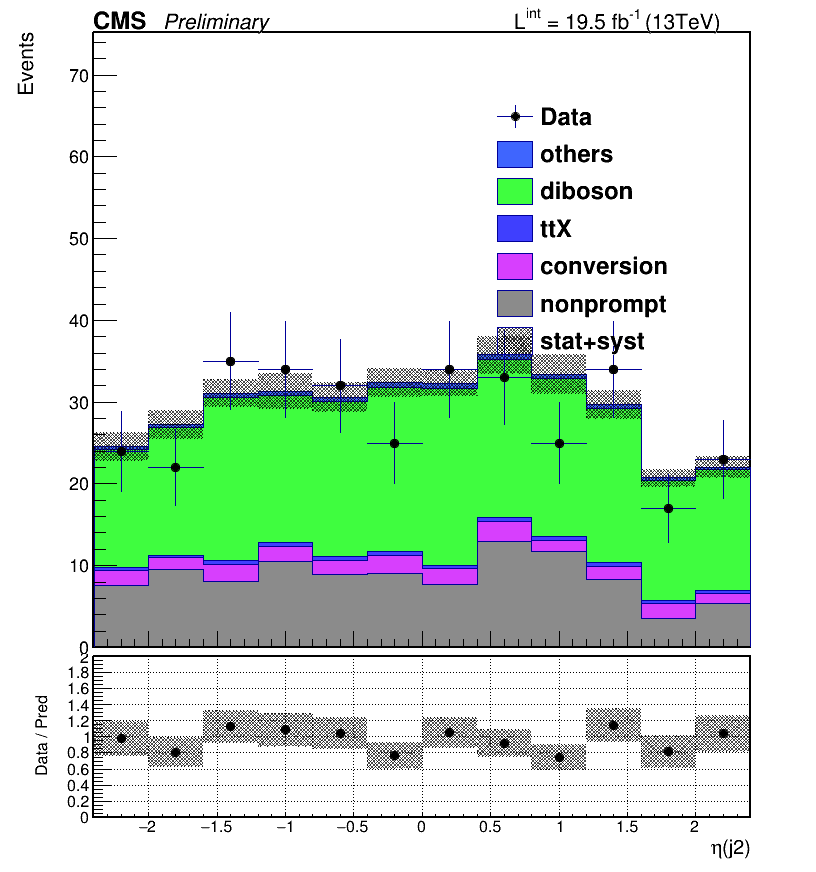 CMS Preliminary L^int = 19.5 fb^-1 (13TeV)
Events
70
60
50
40
30
20
10
0
Data
others
diboson
ttX
conversion
nonprompt
stat+syst
Data / Pred
2
1.8
1.6
1.4
1.2
1
0.8
0.6
0.4
0.2
0
−2 −1.5 −1 −0.5 0 0.5 1 1.5 2
η(j2)